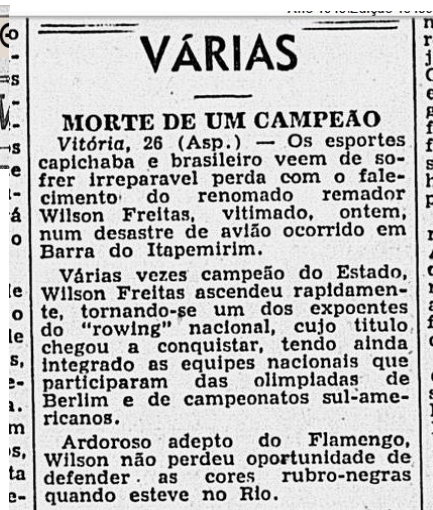 VÁRIAS
MORTE DE UM CAMPEÃO
Vitória, 26 (Asp.) — Os esportes
capichaba e brasileiro veem de so-
frer irreparavel perda com o fale-
cimento do renomado remador
Wilson Freitas, vitimado, ontem,
num desastre de avião ocorrido em
Barra do Itapemirim.
Várias vezes campeão do Estado,
Wilson Freitas ascendeu rapidamen-
te, tornando-se um dos expoentes
do "rowing" nacional, cujo titulo
chegou a conquistar, tendo ainda
integrado as equipes nacionais que
participaram das olimpiadas de
Berlim e de campeonatos sul-ame-
ricanos.
Ardoroso adepto do Flamengo,
Wilson não perdeu oportunidade de
defender as cores rubro-negras
quando esteve no Rio.